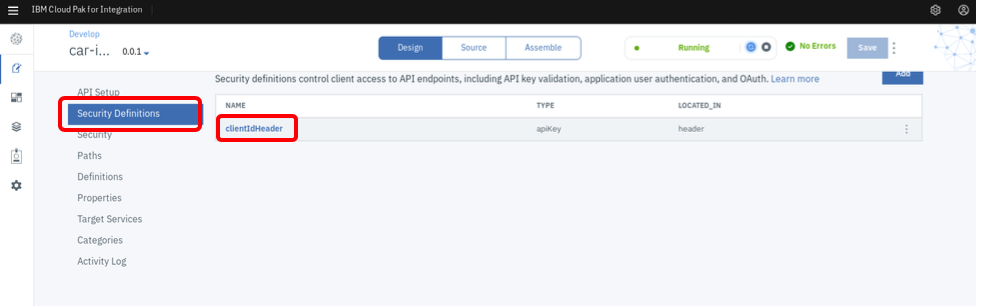 IBM Cloud Pak for Integration
Develop
car-i... 0.0.1
Design Source Assemble
Running
No Errors
Save
Security definitions control client access to API endpoints, including API key validation, application user authentication, and OAuth. Learn more
Add
API Setup
Security Definitions
Security
Paths
Definitions
Properties
Target Services
Categories
Activity Log
NAME TYPE LOCATED_IN
clientIdHeader apiKey header